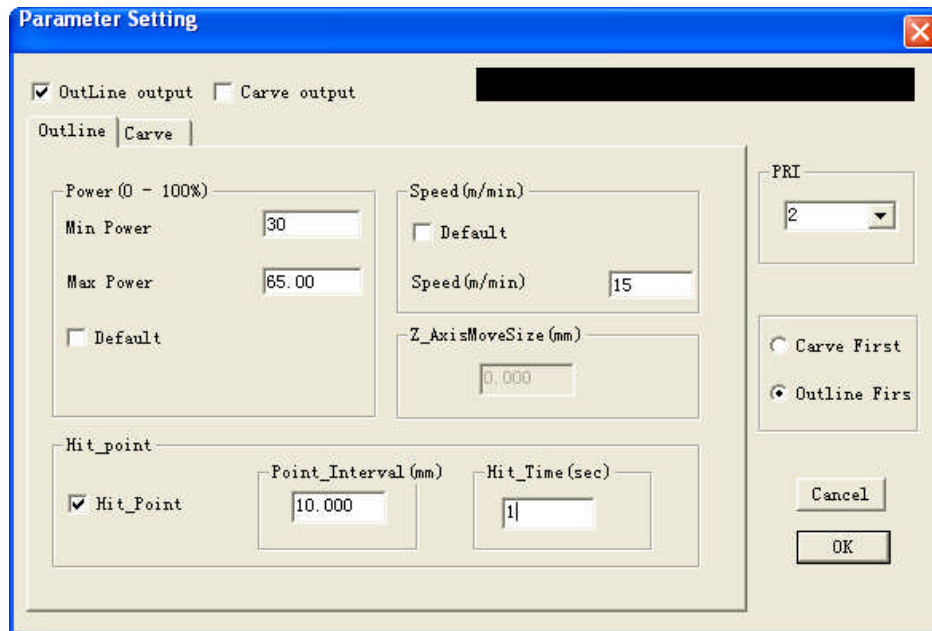 Parameter Setting
OutLine output Carve output
Outline Carve
Power(0 - 100%)
Min Power 30
Max Power 65.00
Default
Speed(m/min)
Default
Speed(m/min) 15
Z_AxisMoveSize(mm)
0.000
Hit_point
Hit_Point
Point_Interval(mm)
10.000
Hit_Time(sec)
1
PRI
2
Carve First
Outline Firs
Cancel
OK